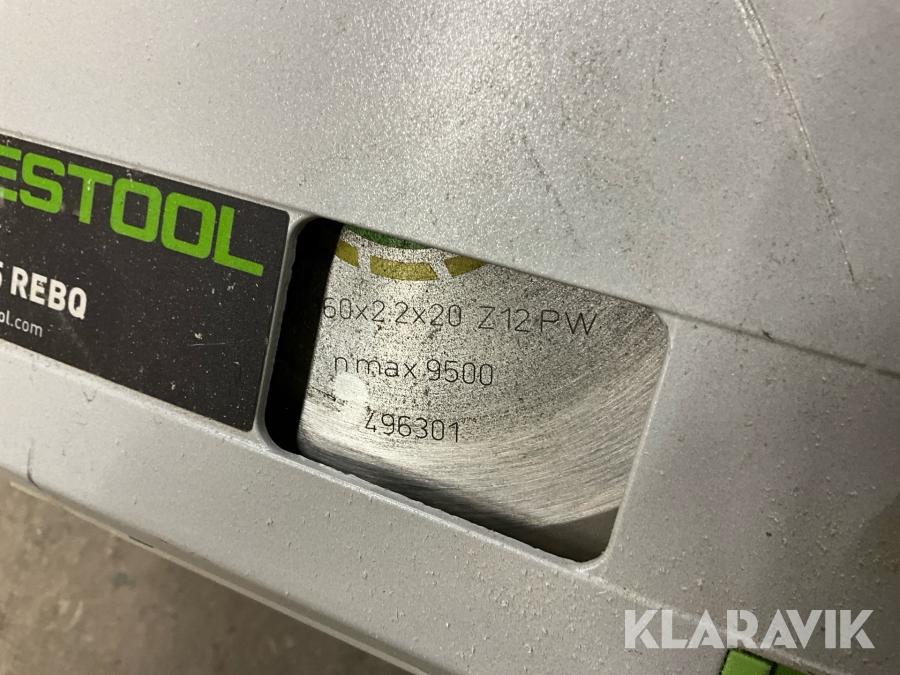 ESTOOL
5 REBQ
ol.com
60x2.2x20 Z12 PW
n max 9500
496301
KLARAVIK